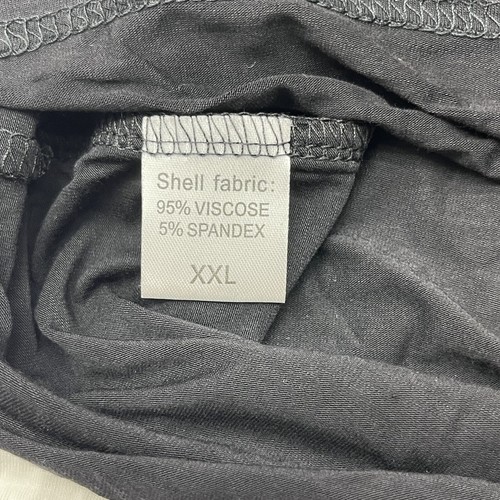 Shell fabric:
95% VISCOSE
5% SPANDEX
XXL